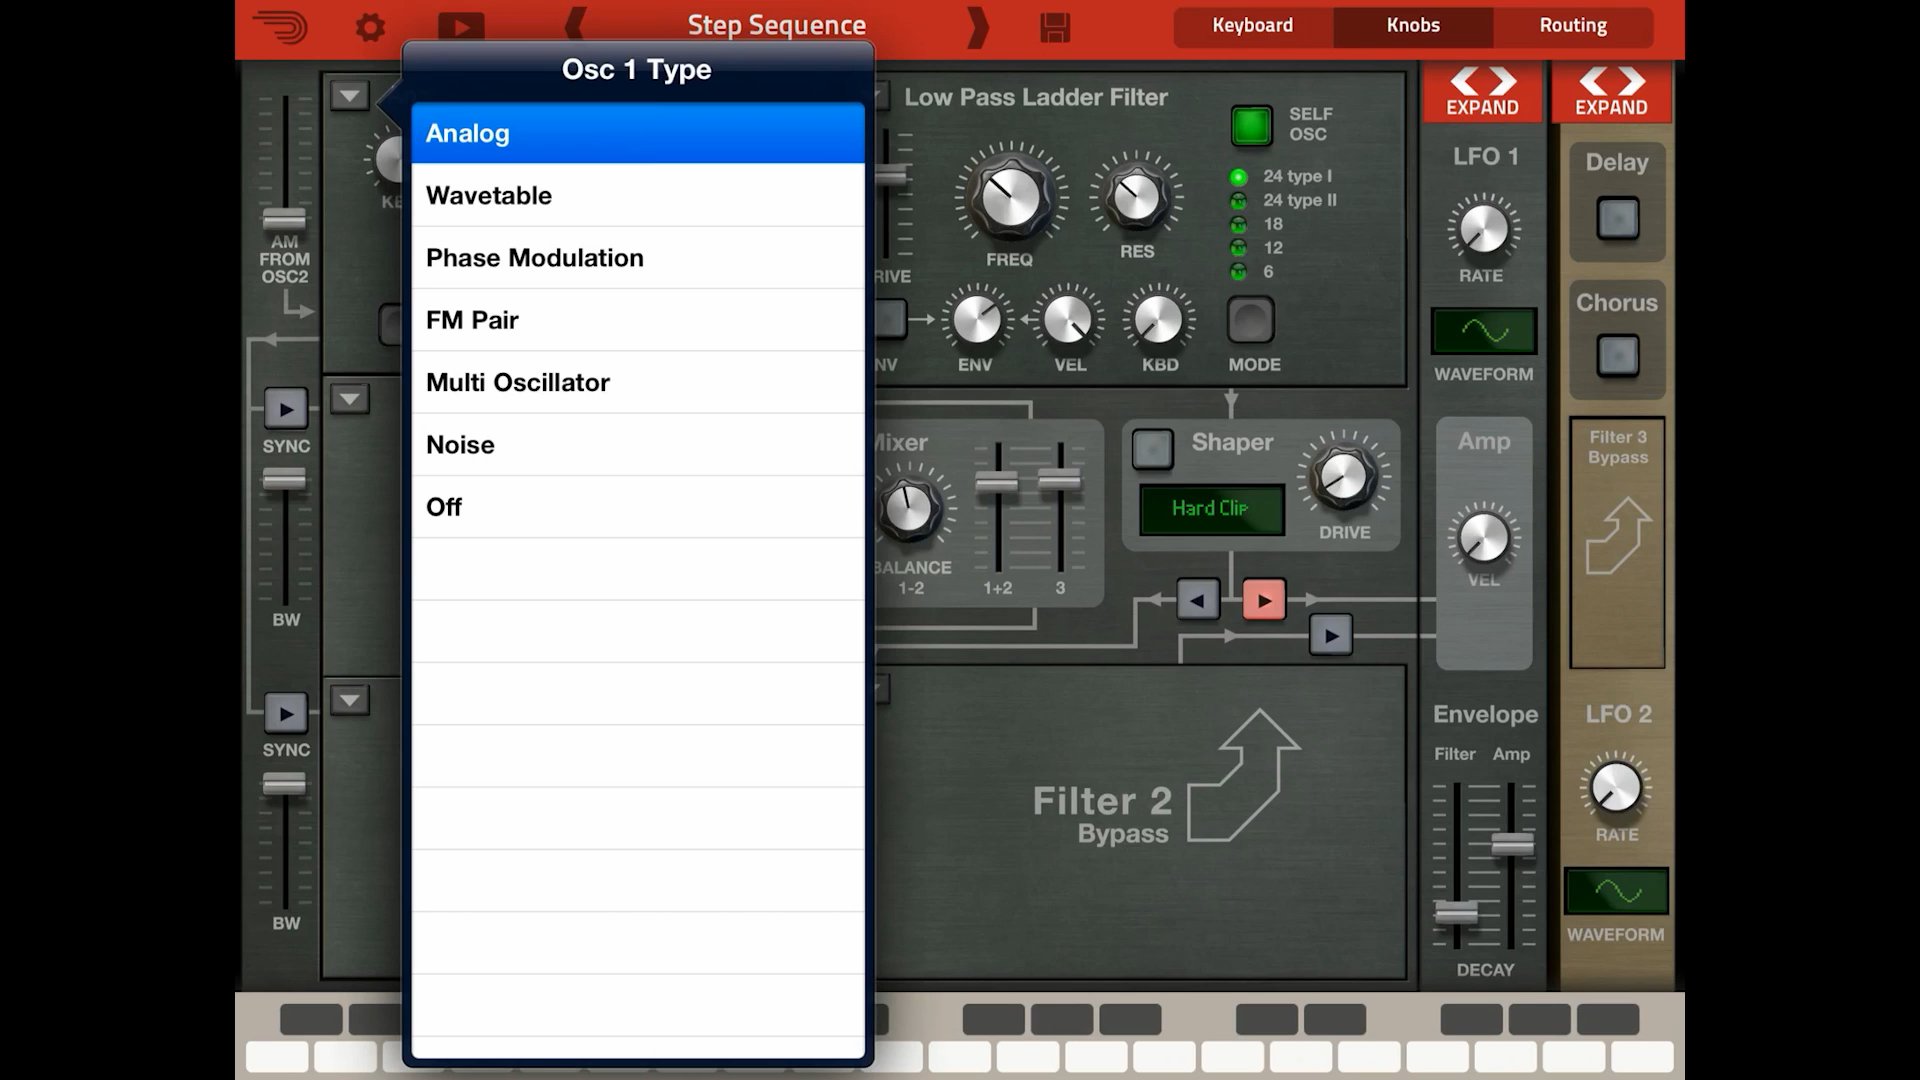 Step Sequence
Keyboard
Knobs
Routing
Osc 1 Type
Analog
Wavetable
Phase Modulation
FM Pair
Multi Oscillator
Noise
Off
AM
FROM
OSC2
SYNC
BW
SYNC
BW
Low Pass Ladder Filter
SELF
OSC
24 type I
24 type II
18
12
6
FREQ
RES
ENV
VEL
KBD
MODE
Mixer
BALANCE
1-2
1+2
3
Shaper
Hard Clip
DRIVE
Filter 2
Bypass
EXPAND
LFO 1
RATE
WAVEFORM
Amp
VEL
Envelope
Filter
Amp
DECAY
EXPAND
Delay
Chorus
Filter 3
Bypass
LFO 2
RATE
WAVEFORM